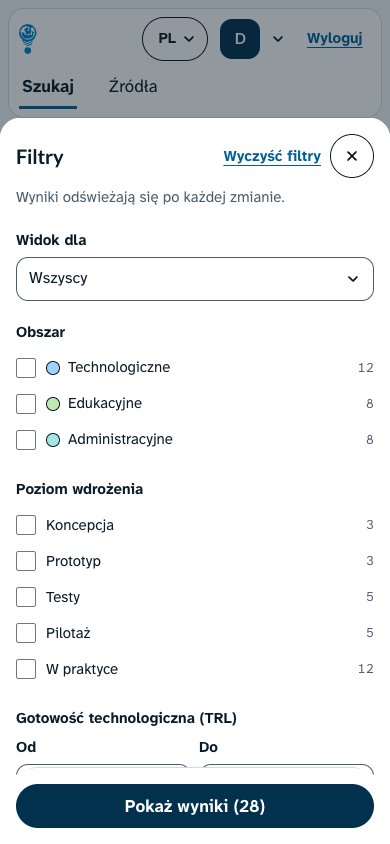 PL
D
Wyloguj
Szukaj
Źródła
Filtry
Wyczyść filtry
Wyniki odświeżają się po każdej zmianie.
Widok dla
Wszyscy
Obszar
Technologiczne 12
Edukacyjne 8
Administracyjne 8
Poziom wdrożenia
Koncepcja 3
Prototyp 3
Testy 5
Pilotaż 5
W praktyce 12
Gotowość technologiczna (TRL)
Od Do
Pokaż wyniki (28)